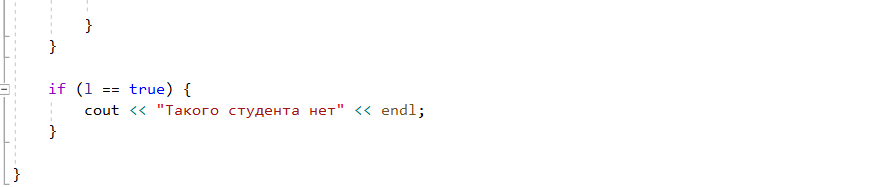 }
}
if (l == true) {
cout << "Такого студента нет" << endl;
}
}